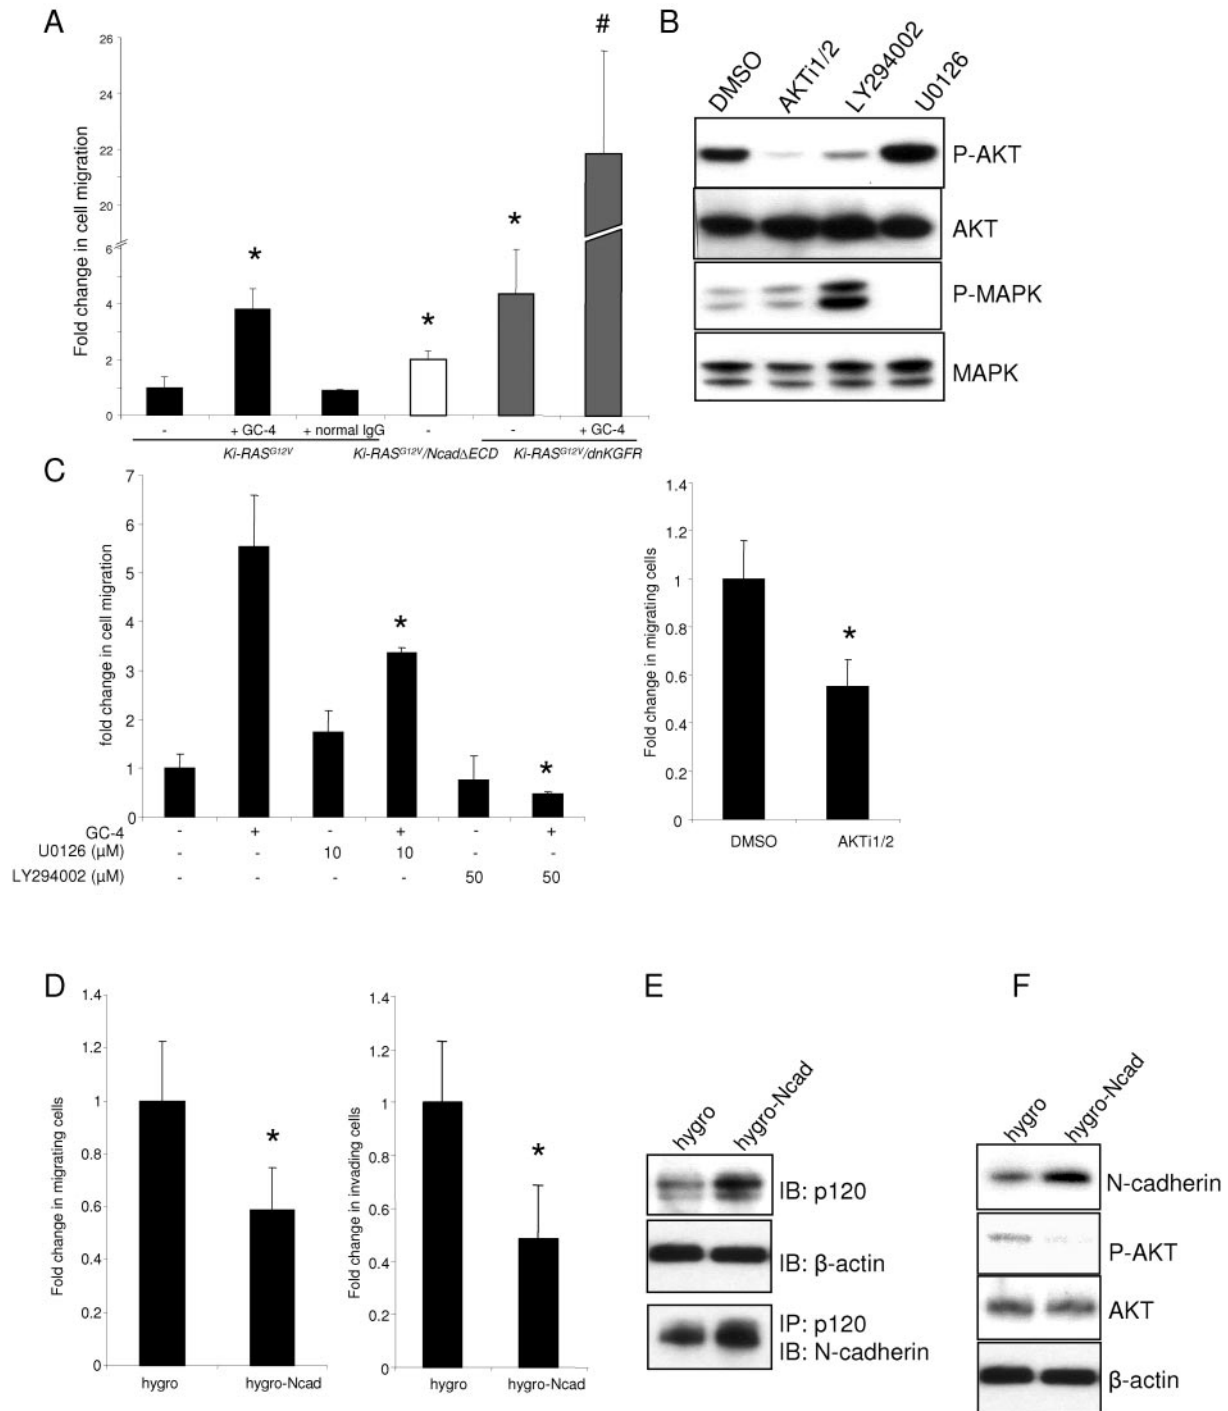 A
#
26
24
22
20
6
4
2
0
Fold change in cell migration
*
*
*
- + GC-4 + normal IgG - - + GC-4
Ki-RASG12V Ki-RASG12V/NcadΔECD Ki-RASG12V/dnKGFR
B
DMSO
AKTi1/2
LY294002
U0126
P-AKT
AKT
P-MAPK
MAPK
C
7
6
5
4
3
2
1
0
fold change in cell migration
*
*
GC-4 - + - + - +
U0126 (μM) - - 10 10 - -
LY294002 (μM) - - - - 50 50
1.4
1.2
1
0.8
0.6
0.4
0.2
0
Fold change in migrating cells
*
DMSO AKTi1/2
D
1.4
1.2
1
0.8
0.6
0.4
0.2
0
Fold change in migrating cells
*
hygro hygro-Ncad
1.4
1.2
1
0.8
0.6
0.4
0.2
0
Fold change in invading cells
*
hygro hygro-Ncad
E
hygro
hygro-Ncad
IB: p120
IB: β-actin
IP: p120
IB: N-cadherin
F
hygro
hygro-Ncad
N-cadherin
P-AKT
AKT
β-actin